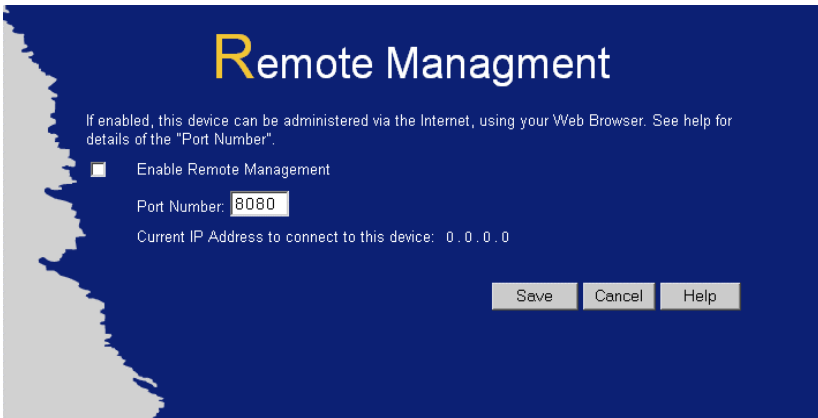 Remote Managment
If enabled, this device can be administered via the Internet, using your Web Browser. See help for
details of the "Port Number".
Enable Remote Management
Port Number: 8080
Current IP Address to connect to this device: 0.0.0.0
Save Cancel Help